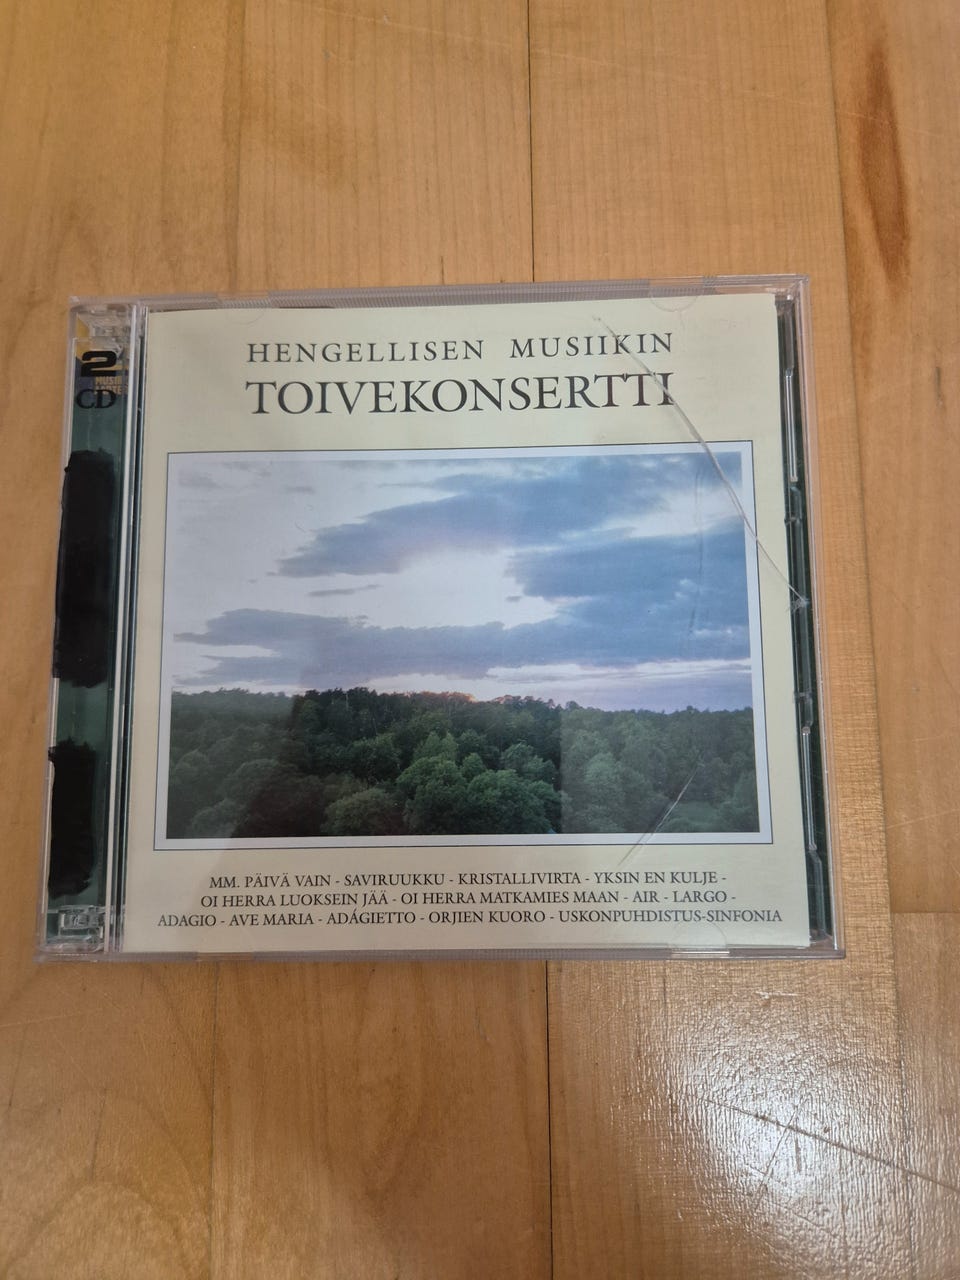 HENGELLISEN MUSIIKIN
TOIVEKONSERTTI
2
CD
MM. PÄIVÄ VAIN - SAVIRUUKKU - KRISTALLIVIRTA - YKSIN EN KULJE -
OI HERRA LUOKSEIN JÄÄ - OI HERRA MATKAMIES MAAN - AIR - LARGO -
ADAGIO - AVE MARIA - ADÁGIETTO - ORJIEN KUORO - USKONPUHDISTUS-SINFONIA